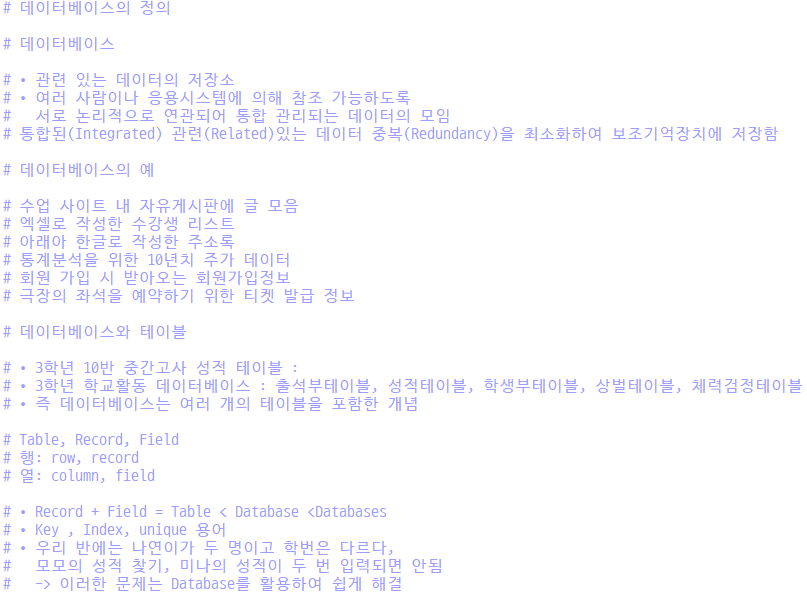 # 데이터베이스의 정의
# 데이터베이스
# • 관련 있는 데이터의 저장소
# • 여러 사람이나 응용시스템에 의해 참조 가능하도록
#   서로 논리적으로 연관되어 통합 관리되는 데이터의 모임
# 통합된(Integrated) 관련(Related)있는 데이터 중복(Redundancy)을 최소화하여 보조기억장치에 저장함
# 데이터베이스의 예
# 수업 사이트 내 자유게시판에 글 모음
# 엑셀로 작성한 수강생 리스트
# 아래아 한글로 작성한 주소록
# 통계분석을 위한 10년치 주가 데이터
# 회원 가입 시 받아오는 회원가입정보
# 극장의 좌석을 예약하기 위한 티켓 발급 정보
# 데이터베이스와 테이블
# • 3학년 10반 중간고사 성적 테이블 :
# • 3학년 학교활동 데이터베이스 : 출석부테이블, 성적테이블, 학생부테이블, 상벌테이블, 체력검정테이블
# • 즉 데이터베이스는 여러 개의 테이블을 포함한 개념
# Table, Record, Field
# 행: row, record
# 열: column, field
# • Record + Field = Table < Database <Databases
# • Key , Index, unique 용어
# • 우리 반에는 나연이가 두 명이고 학번은 다르다,
#   모모의 성적 찾기, 미나의 성적이 두 번 입력되면 안됨
#   -> 이러한 문제는 Database를 활용하여 쉽게 해결